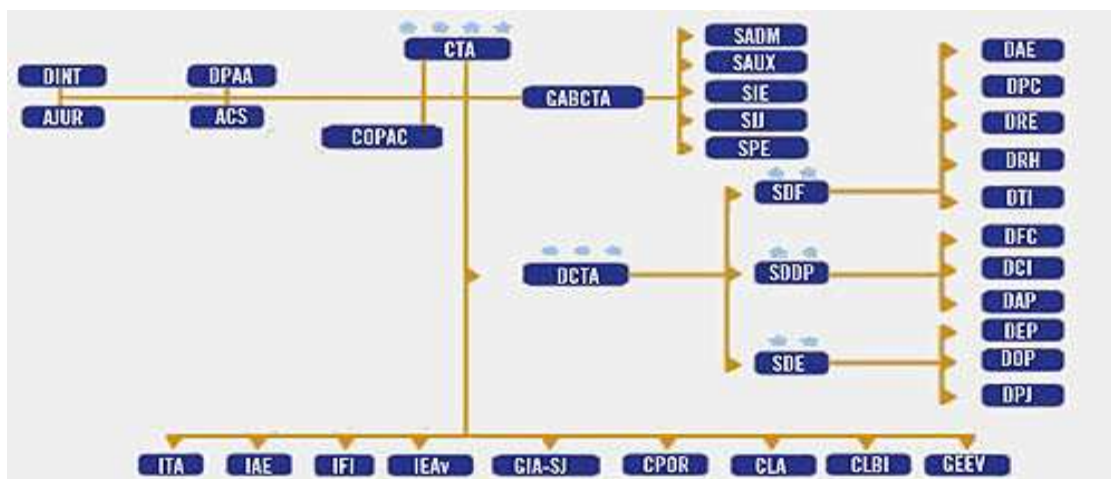 CTA
DINT
DPAA
AJUR
ACS
COPAC
GABCTA
SADM
SAUX
SIE
SIJ
SPE
DCTA
SDF
SDDP
SDE
DAE
DPC
DRE
DRH
DTI
DFC
DCI
DAP
DEP
DOP
DPJ
ITA
IAE
IFI
IEAv
GIA-SJ
CPOR
CLA
CLBI
GEEV